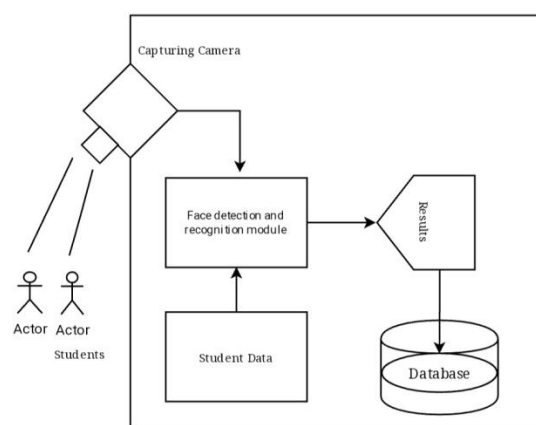 Capturing Camera
Face detection and
recognition module
Results
Actor
Actor
Students
Student Data
Database